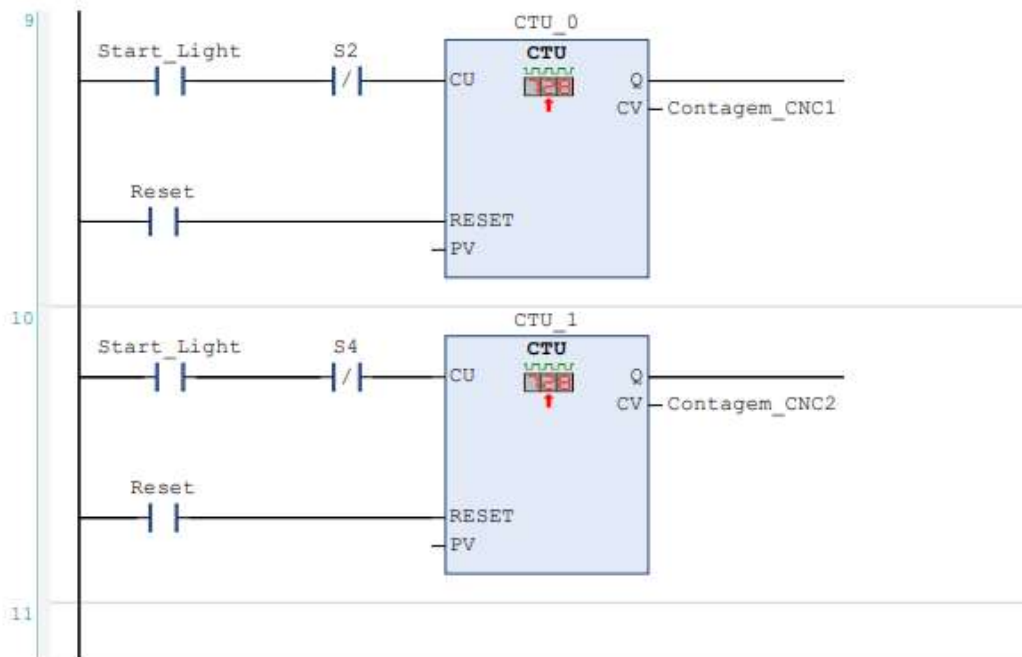 9
CTU_0
Start_Light S2 CTU
CU Q
CV Contagem_CNC1
Reset
RESET
PV
10
CTU_1
Start_Light S4 CTU
CU Q
CV Contagem_CNC2
Reset
RESET
PV
11